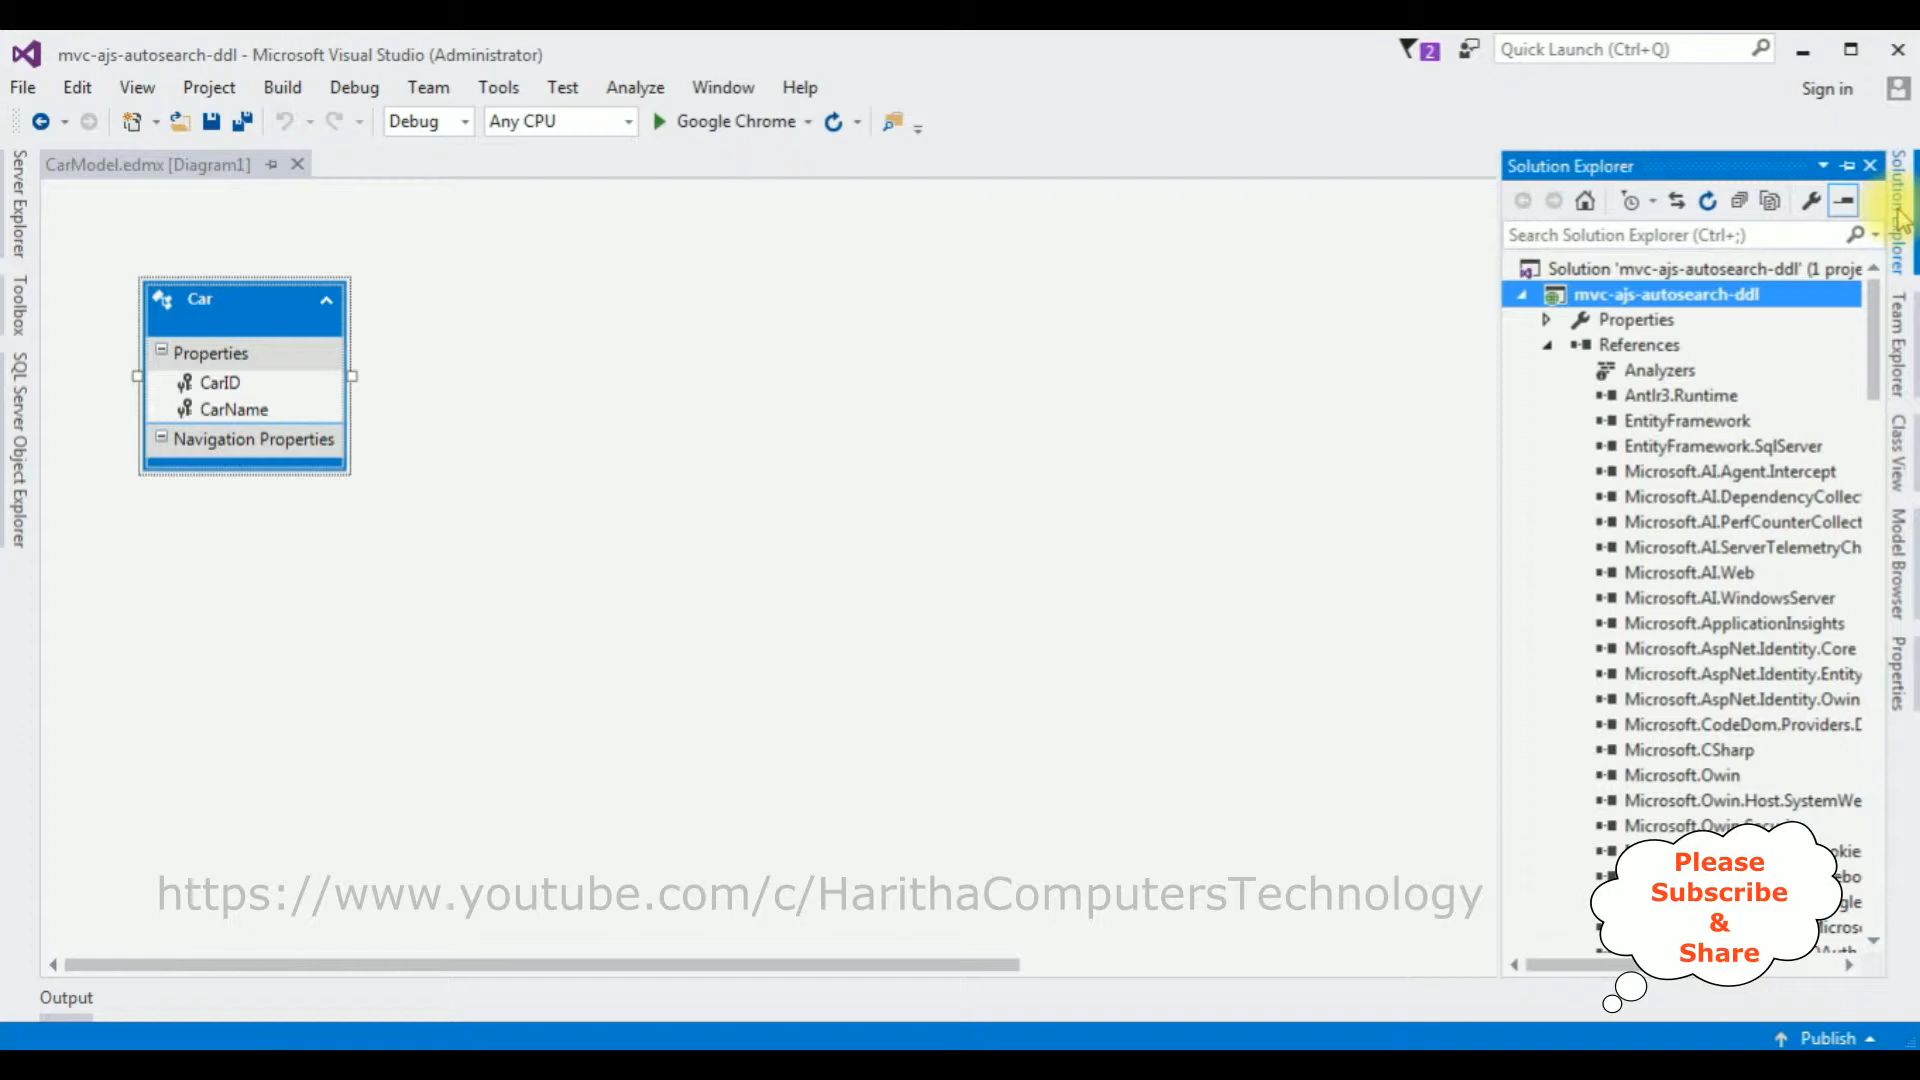 mvc-ajs-autosearch-ddl - Microsoft Visual Studio (Administrator)
2
Quick Launch (Ctrl+Q)
File Edit View Project Build Debug Team Tools Test Analyze Window Help
Sign in
Debug Any CPU Google Chrome
Server Explorer
Toolbox
SQL Server Object Explorer
CarModel.edmx [Diagram1]
Car
Properties
CarID
CarName
Navigation Properties
Solution Explorer
Search Solution Explorer (Ctrl+;)
Solution 'mvc-ajs-autosearch-ddl' (1 proje
mvc-ajs-autosearch-ddl
Properties
References
Analyzers
Antlr3.Runtime
EntityFramework
EntityFramework.SqlServer
Microsoft.AI.Agent.Intercept
Microsoft.AI.DependencyCollec
Microsoft.AI.PerfCounterCollect
Microsoft.AI.ServerTelemetryCh
Microsoft.AI.Web
Microsoft.AI.WindowsServer
Microsoft.ApplicationInsights
Microsoft.AspNet.Identity.Core
Microsoft.AspNet.Identity.Entity
Microsoft.AspNet.Identity.Owin
Microsoft.CodeDom.Providers.D
Microsoft.CSharp
Microsoft.Owin
Microsoft.Owin.Host.SystemWe
Solution Explorer
Team Explorer
Class View
Model Browser
Properties
https://www.youtube.com/c/HarithaComputersTechnology
Please
Subscribe
&
Share
Output
Publish